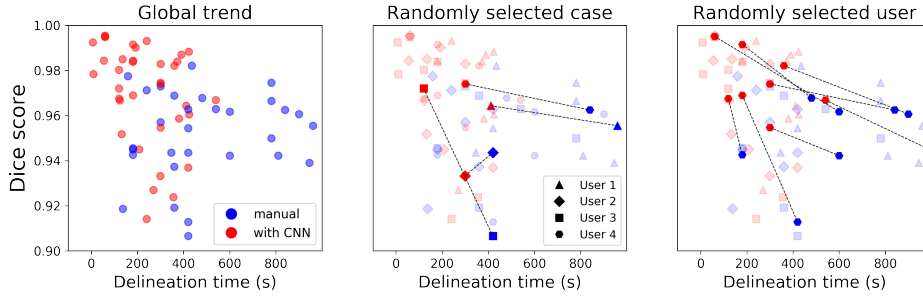 Global trend
Randomly selected case
Randomly selected user
Dice score
1.00
0.98
0.96
0.94
0.92
0.90
manual
with CNN
User 1
User 2
User 3
User 4
0 200 400 600 800
0 200 400 600 800
0 200 400 600 800
Delineation time (s)
Delineation time (s)
Delineation time (s)